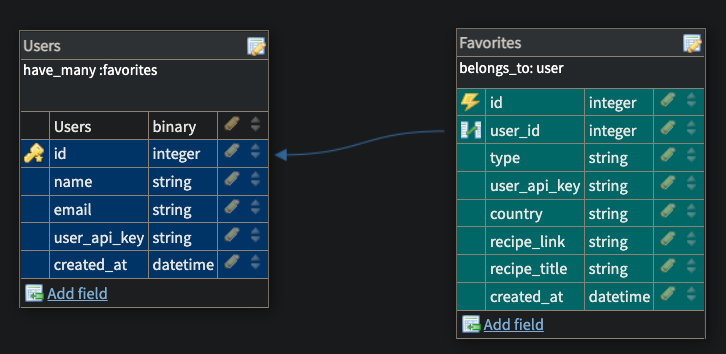 Users
have_many :favorites
Users binary
id integer
name string
email string
user_api_key string
created_at datetime
Add field
Favorites
belongs_to: user
id integer
user_id integer
type string
user_api_key string
country string
recipe_link string
recipe_title string
created_at datetime
Add field